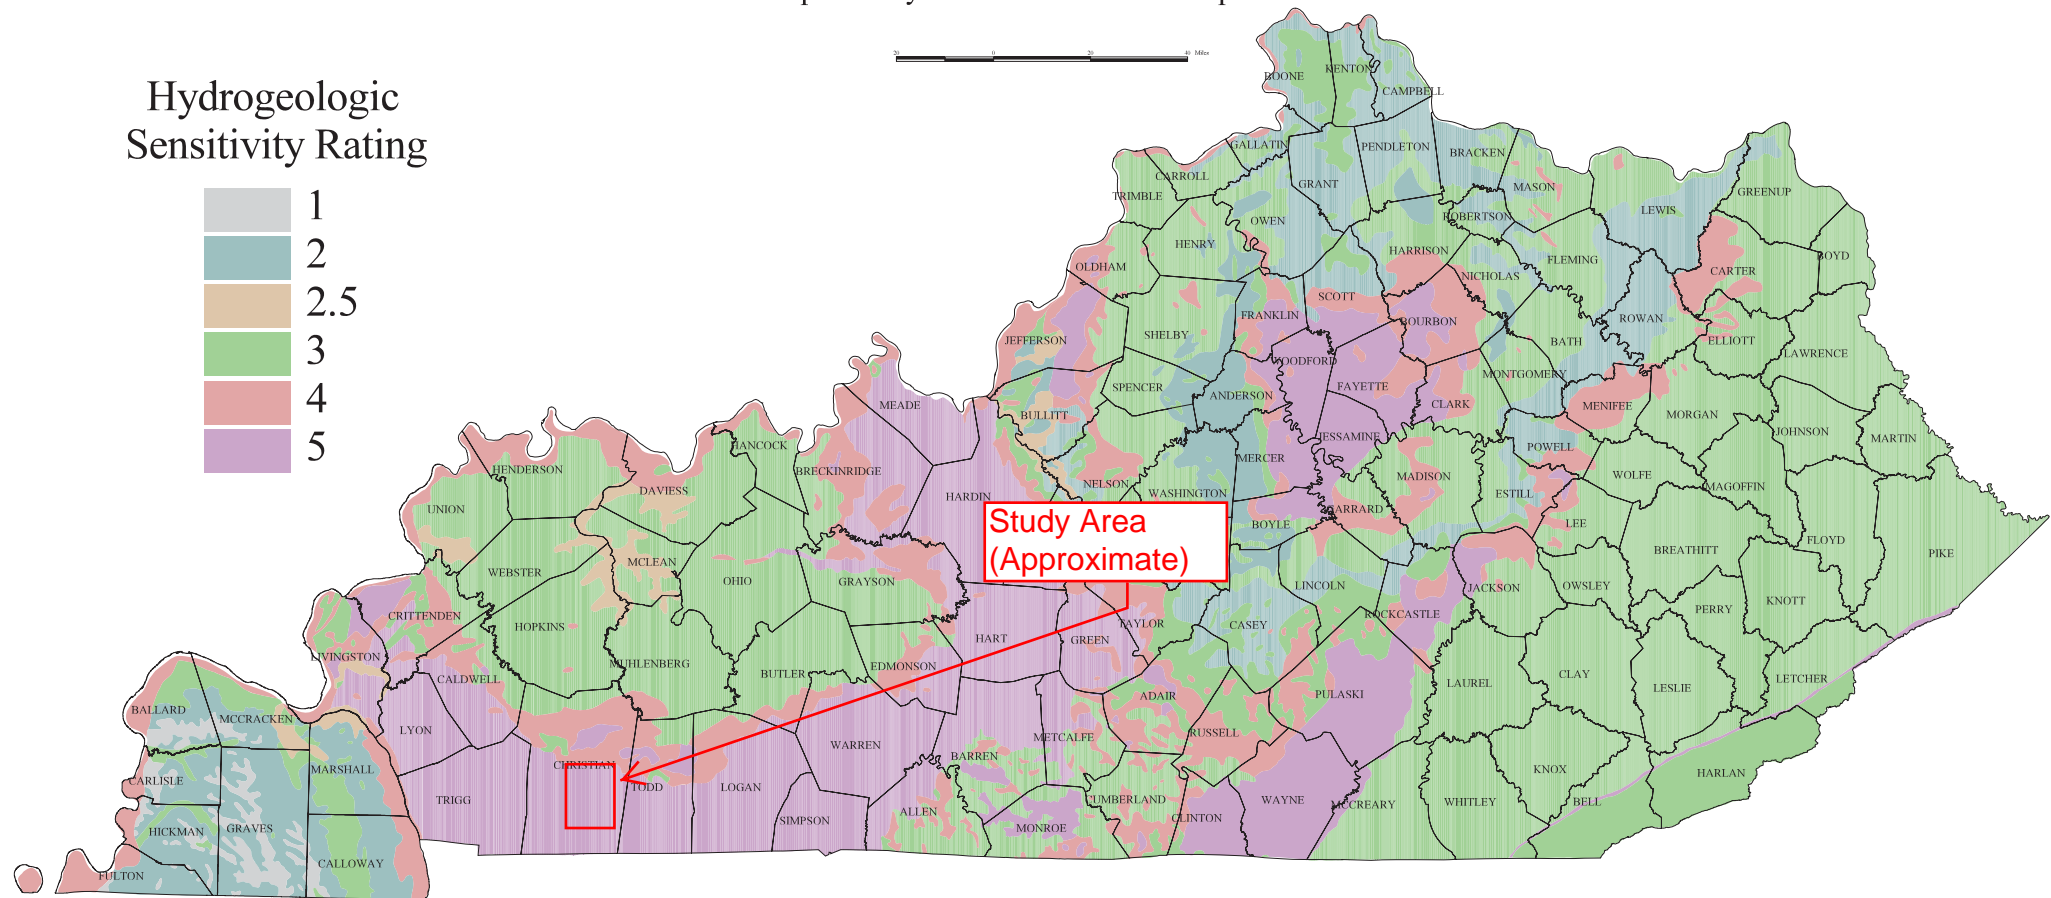 20 0 20 40 Miles
Hydrogeologic
Sensitivity Rating
1
2
2.5
3
4
5
BOONE
KENTON
CAMPBELL
GALLATIN
PENDLETON
BRACKEN
CARROLL
GRANT
MASON
TRIMBLE
LEWIS
GREENUP
OWEN
ROBERTSON
HENRY
HARRISON
FLEMING
BOYD
OLDHAM
NICHOLAS
CARTER
SCOTT
FRANKLIN
BOURBON
ROWAN
SHELBY
JEFFERSON
BATH
ELLIOTT
WOODFORD
LAWRENCE
SPENCER
FAYETTE
MONTGOMERY
ANDERSON
MEADE
CLARK
MENIFEE
BULLITT
MORGAN
JESSAMINE
JOHNSON
MARTIN
HANCOCK
POWELL
MERCER
HENDERSON
BRECKINRIDGE
MADISON
WOLFE
DAVIESS
NELSON
MAGOFFIN
HARDIN
WASHINGTON
ESTILL
UNION
GARRARD
Study Area
(Approximate)
BOYLE
LEE
FLOYD
BREATHITT
PIKE
MCLEAN
WEBSTER
OHIO
GRAYSON
LINCOLN
JACKSON
OWSLEY
KNOTT
PERRY
CRITTENDEN
ROCKCASTLE
HOPKINS
TAYLOR
CASEY
HART
GREEN
LIVINGSTON
MUHLENBERG
EDMONSON
BUTLER
CALDWELL
LETCHER
CLAY
LAUREL
LESLIE
ADAIR
PULASKI
BALLARD
MCCRACKEN
LYON
RUSSELL
METCALFE
WARREN
BARREN
CHRISTIAN
MARSHALL
KNOX
HARLAN
CARLISLE
TODD
LOGAN
TRIGG
CUMBERLAND
WAYNE
MCCREARY
WHITLEY
BELL
ALLEN
SIMPSON
CLINTON
HICKMAN
GRAVES
MONROE
CALLOWAY
FULTON